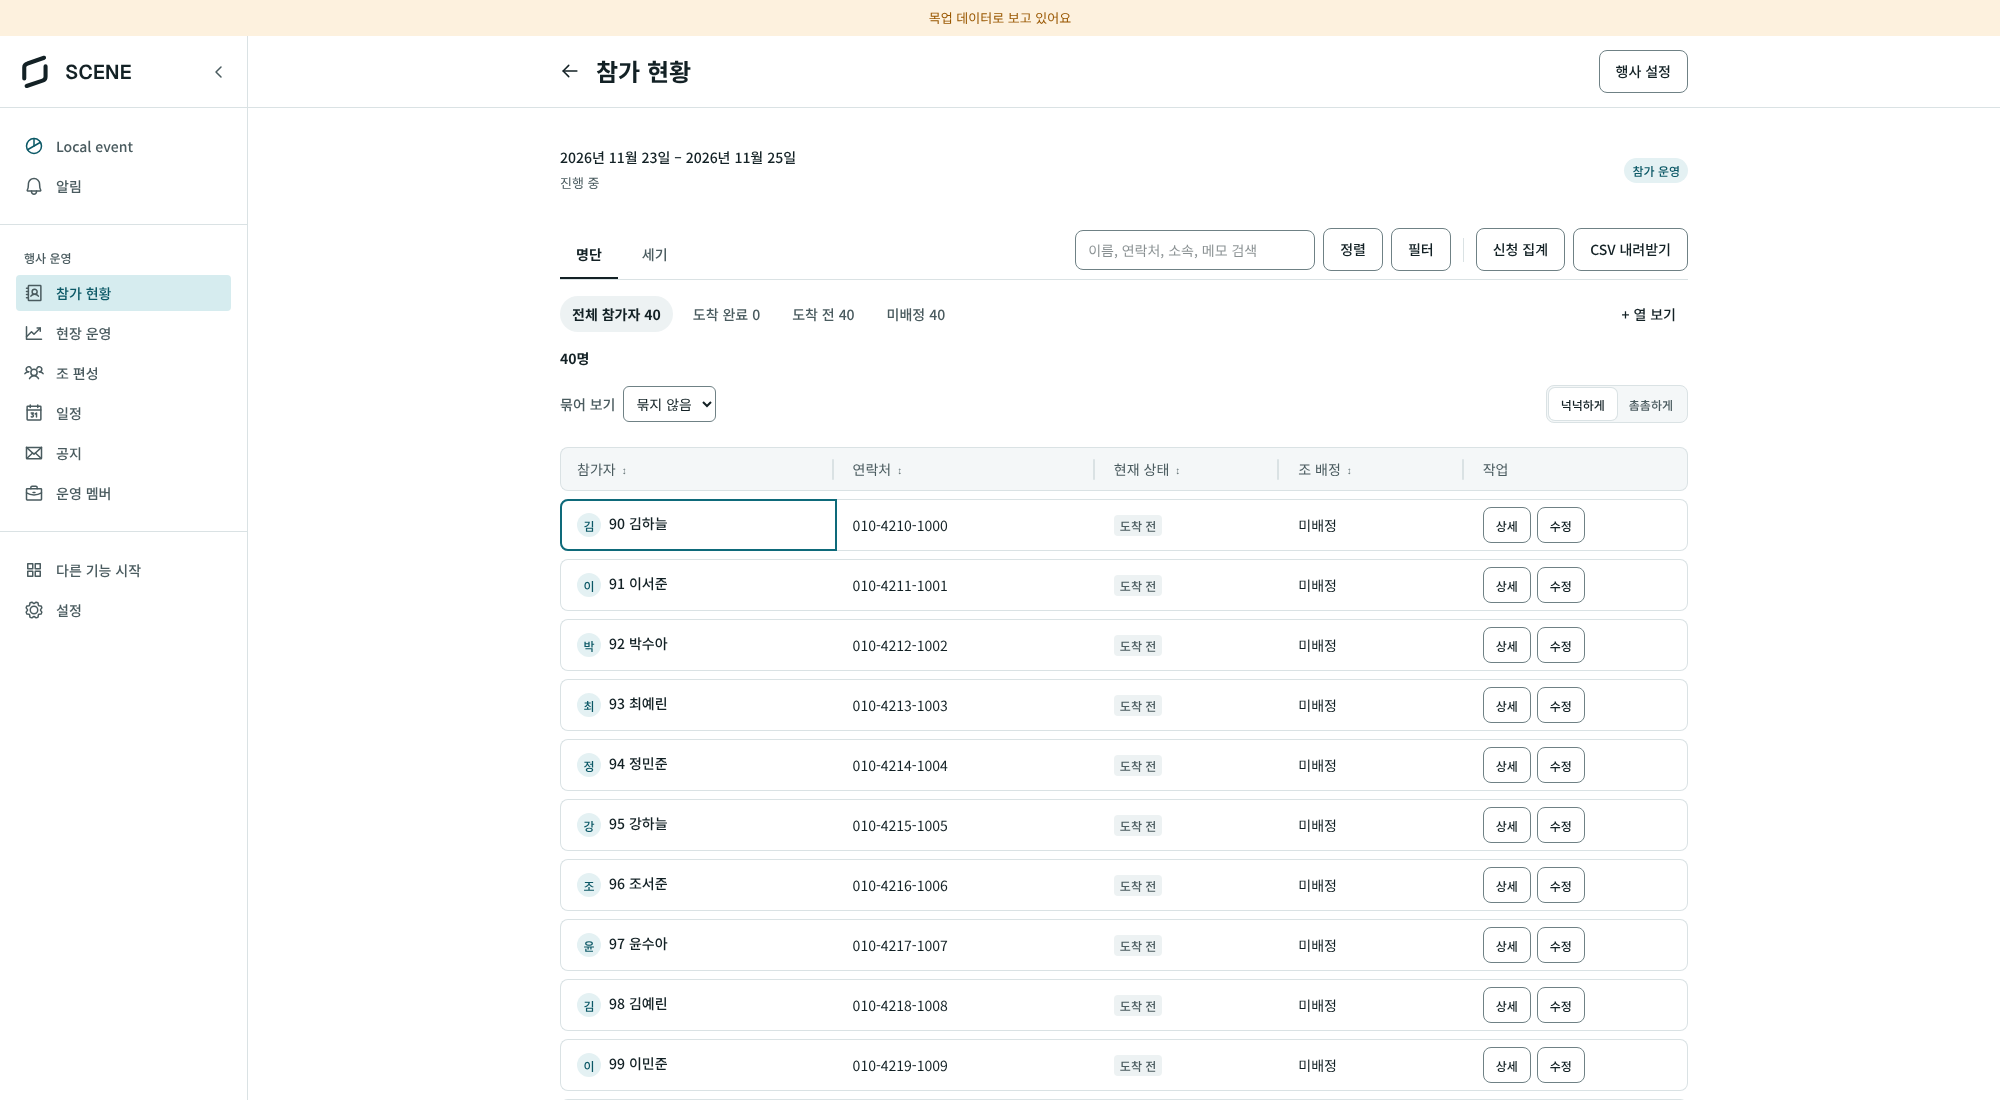 목업 데이터로 보고 있어요
SCENE
참가 현황
행사 설정
Local event
알림
행사 운영
참가 현황
현장 운영
조 편성
일정
공지
운영 멤버
다른 기능 시작
설정
2026년 11월 23일 – 2026년 11월 25일
진행 중
참가 운영
명단 세기
이름, 연락처, 소속, 메모 검색 정렬 필터 신청 집계 CSV 내려받기
전체 참가자 40 도착 완료 0 도착 전 40 미배정 40 + 열 보기
40명
묶어 보기 묶지 않음 넉넉하게 촘촘하게
참가자 ↕ 연락처 ↕ 현재 상태 ↕ 조 배정 ↕ 작업
김 90 김하늘 010-4210-1000 도착 전 미배정 상세 수정
이 91 이서준 010-4211-1001 도착 전 미배정 상세 수정
박 92 박수아 010-4212-1002 도착 전 미배정 상세 수정
최 93 최예린 010-4213-1003 도착 전 미배정 상세 수정
정 94 정민준 010-4214-1004 도착 전 미배정 상세 수정
강 95 강하늘 010-4215-1005 도착 전 미배정 상세 수정
조 96 조서준 010-4216-1006 도착 전 미배정 상세 수정
윤 97 윤수아 010-4217-1007 도착 전 미배정 상세 수정
김 98 김예린 010-4218-1008 도착 전 미배정 상세 수정
이 99 이민준 010-4219-1009 도착 전 미배정 상세 수정